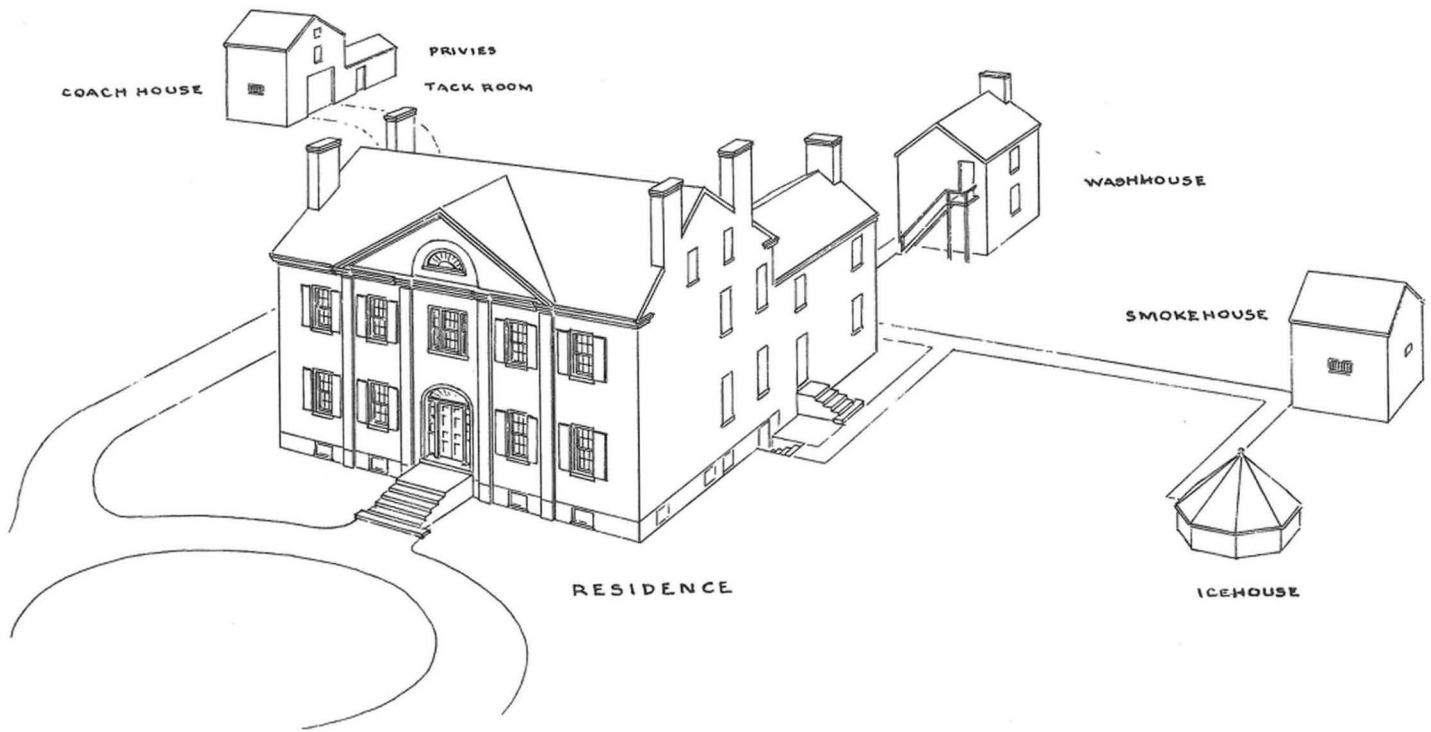 PRIVIES
COACH HOUSE
TACK ROOM
WASHHOUSE
SMOKEHOUSE
RESIDENCE
ICEHOUSE